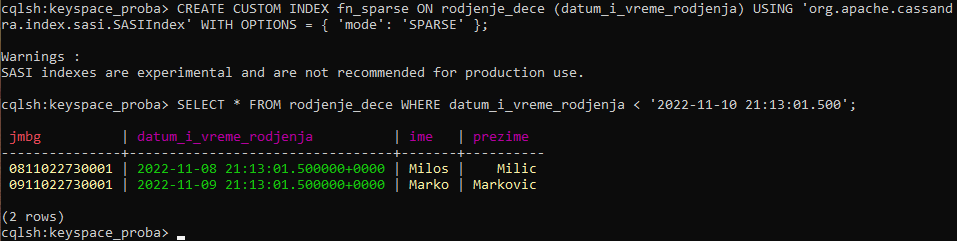 cqlsh:keyspace_proba> CREATE CUSTOM INDEX fn_sparse ON rodjenje_dece (datum_i_vreme_rodjenja) USING 'org.apache.cassand
ra.index.sasi.SASIIndex' WITH OPTIONS = { 'mode': 'SPARSE' };
Warnings :
SASI indexes are experimental and are not recommended for production use.
cqlsh:keyspace_proba> SELECT * FROM rodjenje_dece WHERE datum_i_vreme_rodjenja < '2022-11-10 21:13:01.500';
 jmbg          | datum_i_vreme_rodjenja          | ime   | prezime
---------------+---------------------------------+-------+----------
 0811022730001 | 2022-11-08 21:13:01.500000+0000 | Milos |    Milic
 0911022730001 | 2022-11-09 21:13:01.500000+0000 | Marko | Markovic
(2 rows)
cqlsh:keyspace_proba>